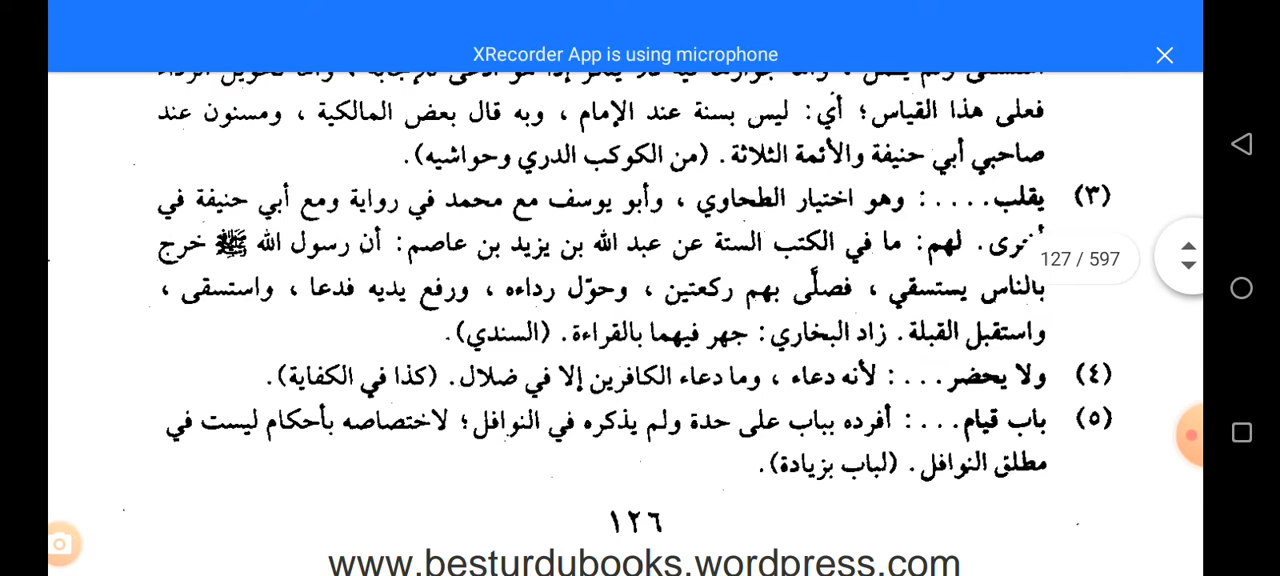 XRecorder App is using microphone
فعلى هذا القياس؛ أي: ليس بسنة عند الإمام ، وبه قال بعض المالكية ، ومسنون عند
صاحبي أبي حنيفة والأئمة الثلاثة. (من الكوكب الدري وحواشيه).
(٣) يقلب....: وهو اختيار الطحاوي ، وأبو يوسف مع محمد في رواية ومع أبي حنيفة في
أخرى. لهم: ما في الكتب الستة عن عبد الله بن يزيد بن عاصم: أن رسول الله ﷺ خرج
127 / 597
بالناس يستسقي ، فصلَّى بهم ركعتين ، وحوّل رداءه ، ورفع يديه فدعا ، واستسقى ،
واستقبل القبلة. زاد البخاري: جهر فيهما بالقراءة. (السندي).
(٤) ولا يحضر...: لأنه دعاء ، وما دعاء الكافرين إلا في ضلال. (كذا في الكفاية).
(٥) باب قيام...: أفرده بباب على حدة ولم يذكره في النوافل؛ لاختصاصه بأحكام ليست في
مطلق النوافل. (لباب بزيادة).
١٢٦
www.besturdubooks.wordpress.com